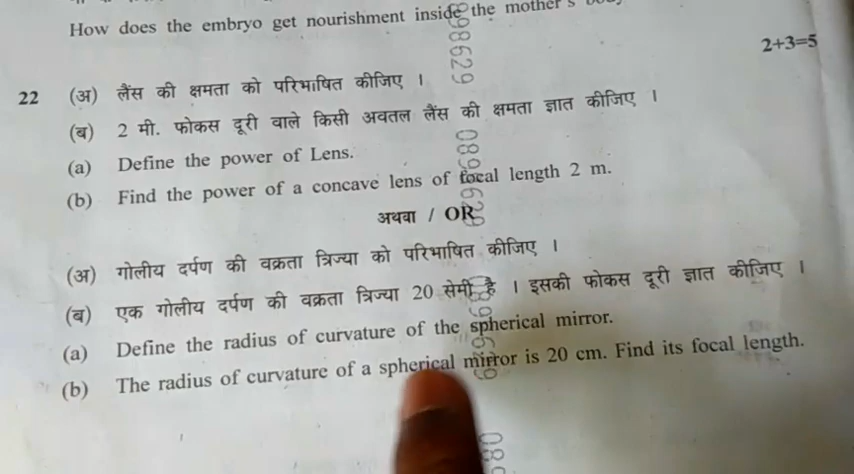 How does the embryo get nourishment inside the mother's
2+3=5
22 (अ) लैंस की क्षमता को परिभाषित कीजिए ।
(ब) 2 मी. फोकस दूरी वाले किसी अवतल लैंस की क्षमता ज्ञात कीजिए ।
(a) Define the power of Lens.
(b) Find the power of a concave lens of focal length 2 m.
अथवा / OR
(अ) गोलीय दर्पण की वक्रता त्रिज्या को परिभाषित कीजिए ।
(ब) एक गोलीय दर्पण की वक्रता त्रिज्या 20 सेमी है । इसकी फोकस दूरी ज्ञात कीजिए ।
(a) Define the radius of curvature of the spherical mirror.
(b) The radius of curvature of a spherical mirror is 20 cm. Find its focal length.